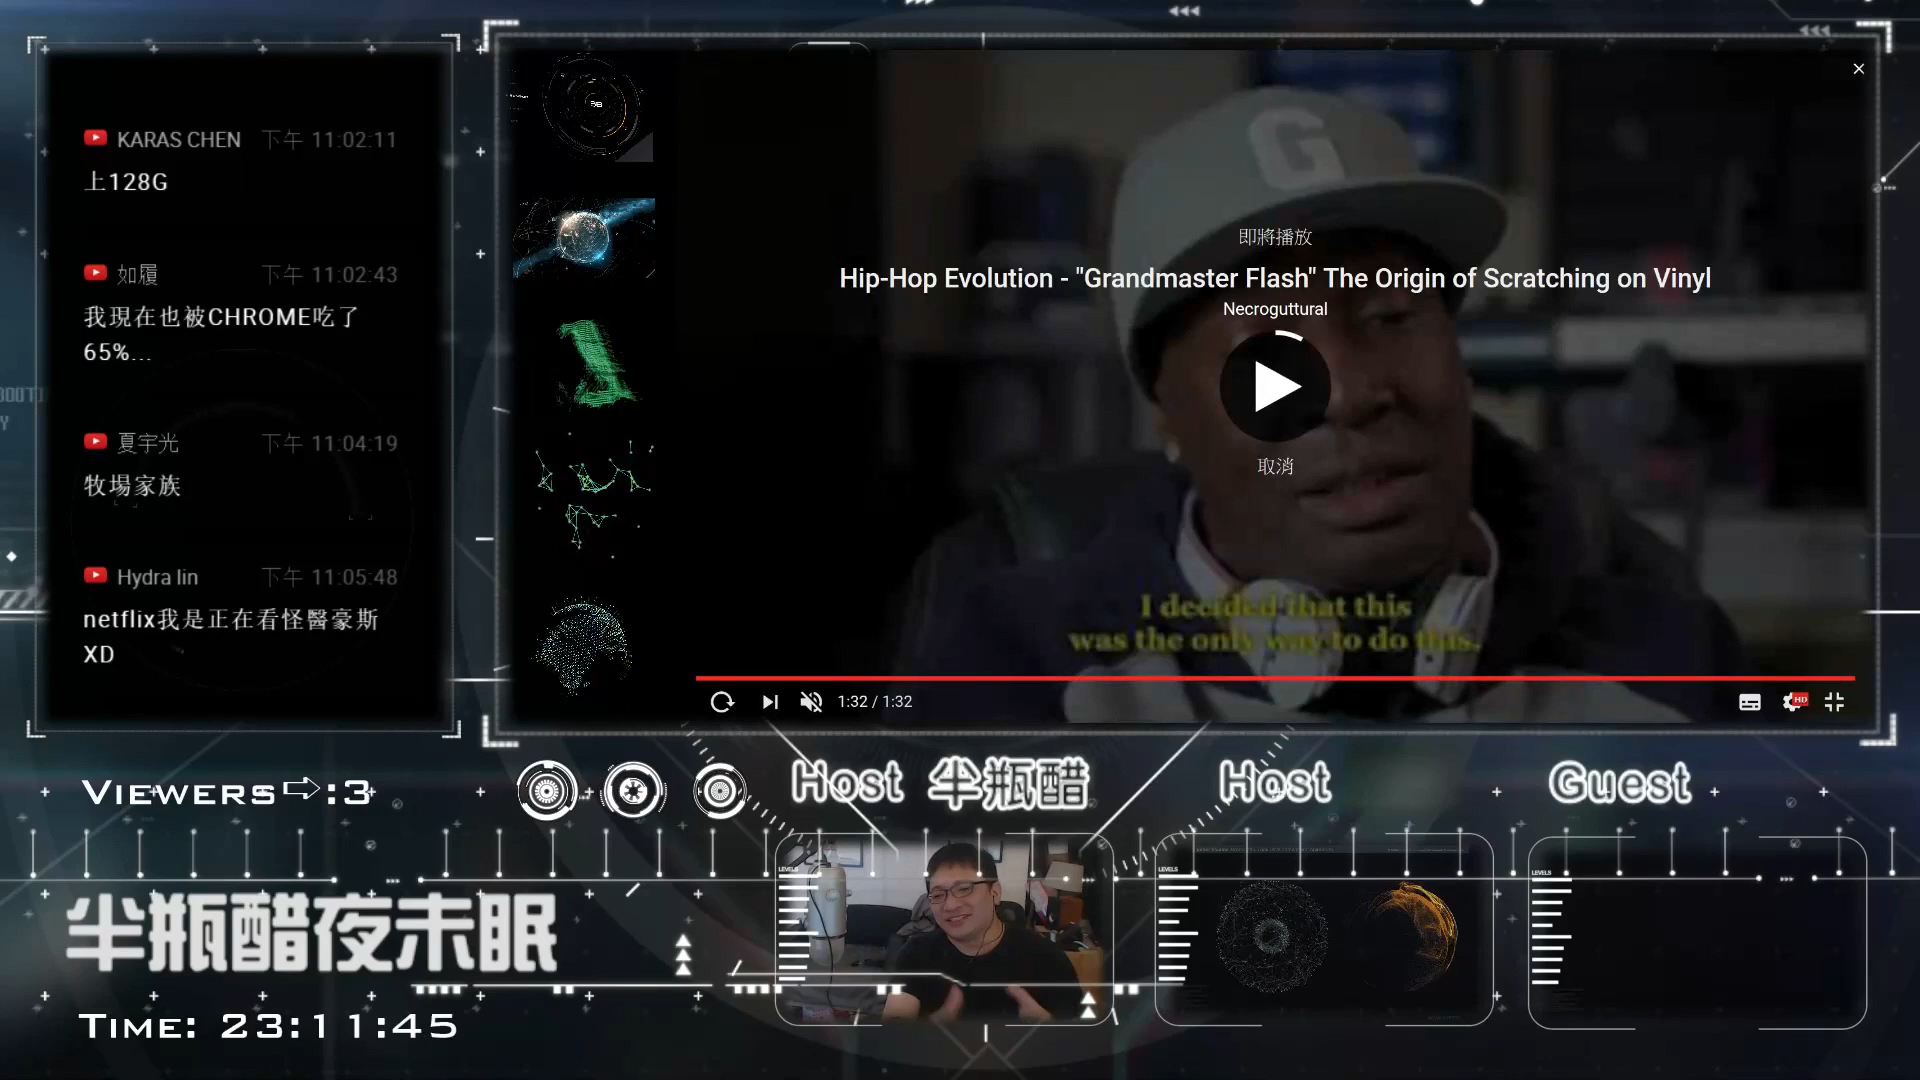 KARAS CHEN 下午 11:02:11
上128G
如履 下午 11:02:43
我現在也被CHROME吃了
65%...
夏宇光 下午 11:04:19
牧場家族
Hydra lin 下午 11:05:48
netflix我是正在看怪醫豪斯
XD
即將播放
Hip-Hop Evolution - "Grandmaster Flash" The Origin of Scratching on Vinyl
Necroguttural
取消
G
I decided that this
was the only way to do this.
1:32 / 1:32
HD
Viewers⇨:3
Host 半瓶醋
Host
Guest
LEVELS
LEVELS
LEVELS
半瓶醋夜未眠
Time: 23:11:45